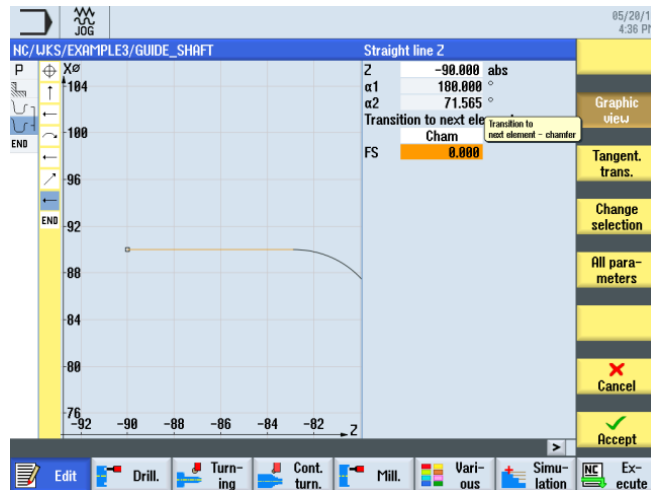 JOG
05/20/1
4:36 PM
NC/WKS/EXAMPLE3/GUIDE_SHAFT
Straight line Z
P
END
END
X⌀
104
100
96
92
88
84
80
76
-92 -90 -88 -86 -84 -82 Z
Z -90.000 abs
α1 180.000 °
α2 71.565 °
Transition to next ele
Transition to
next element - chamfer
Cham
FS 0.000
Graphic
view
Tangent.
trans.
Change
selection
All para-
meters
Cancel
Accept
>
Edit
Drill.
Turn-
ing
Cont.
turn.
Mill.
Vari-
ous
Simu-
lation
NC
Ex-
ecute